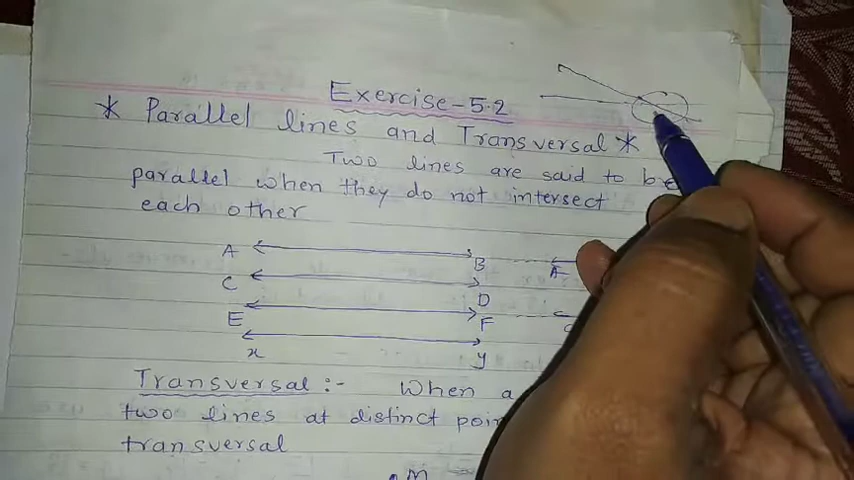 Exercise-5.2
* Parallel lines and Transversal *
Two lines are said to be
parallel when they do not intersect
each other
A B A
C D
E F
x y
Transversal :- When a
two lines at distinct poin
transversal
M